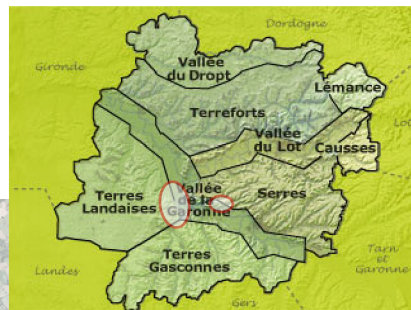 Dordogne
Gironde
Vallée
du Dropt
Lémance
Terreforts
Vallée
du Lot
Causses
Lo
Terres
Landaises
Vallée
de la
Garonne
Serres
Terres
Gasconnes
Tarn
et
Garonne
Landes
Gers